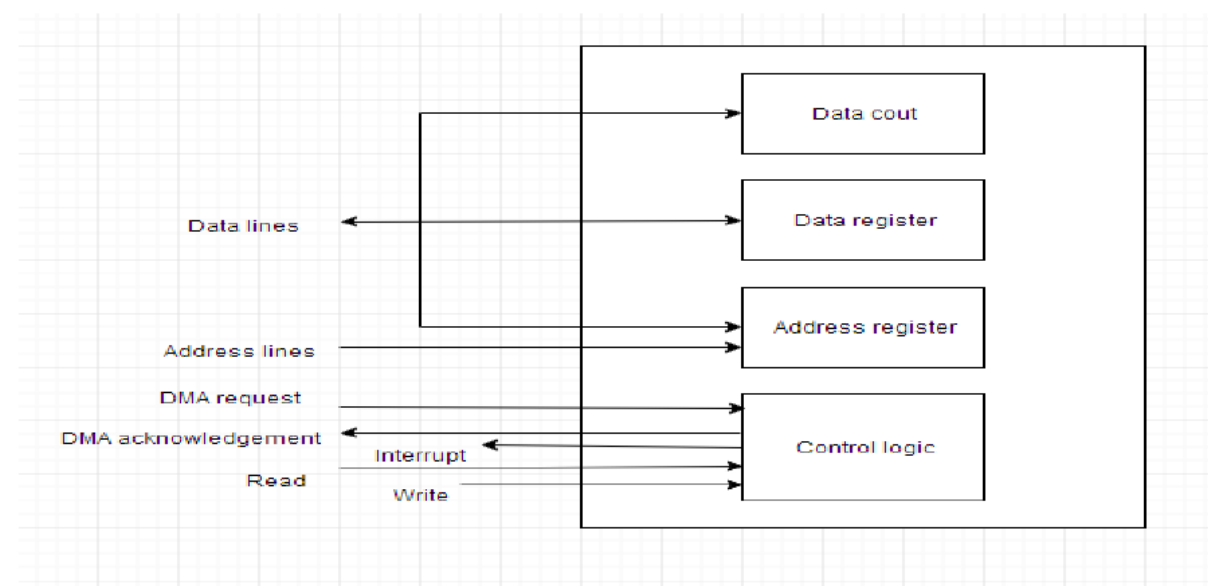 Data cout
Data lines
Data register
Address register
Address lines
DMA request
DMA acknowledgement
Control logic
Interrupt
Read
Write